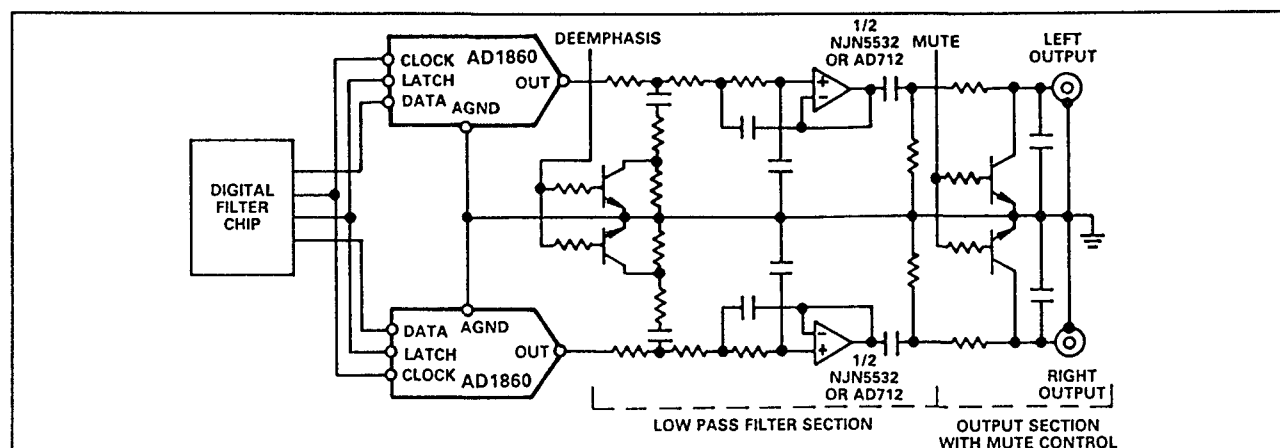 DEEMPHASIS
1/2
NJN5532
OR AD712
MUTE
LEFT
OUTPUT
CLOCK
AD1860
LATCH
OUT
DATA
AGND
DIGITAL
FILTER
CHIP
AGND
DATA
OUT
LATCH
CLOCK
AD1860
1/2
NJN5532
OR AD712
RIGHT
OUTPUT
LOW PASS FILTER SECTION
OUTPUT SECTION
WITH MUTE CONTROL